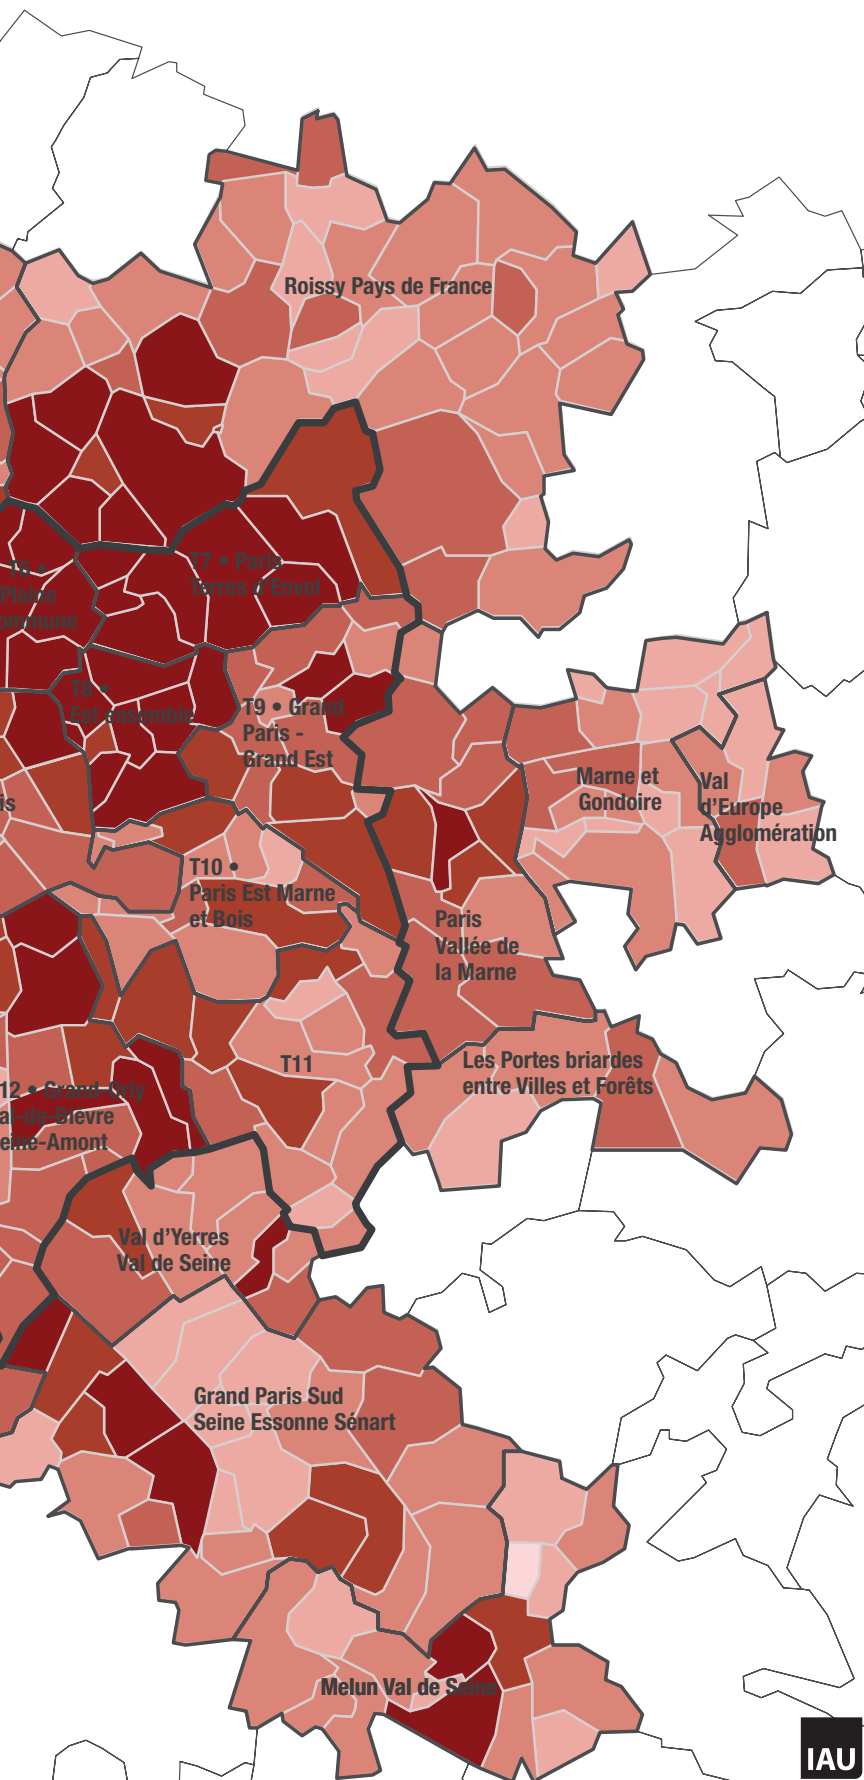 Roissy Pays de France
T7 • Paris
Terres d'Envol
T6 •
Plaine
ommune
T8 •
Est ensemble
T9 • Grand
Paris -
Grand Est
is
Marne et
Gondoire
Val
d'Europe
Agglomération
T10 •
Paris Est Marne
et Bois
Paris
Vallée de
la Marne
T11
Les Portes briardes
entre Villes et Forêts
12 • Grand-Orly
al-de-Bièvre
eine-Amont
Val d'Yerres
Val de Seine
Grand Paris Sud
Seine Essonne Sénart
Melun Val de Seine
IAU